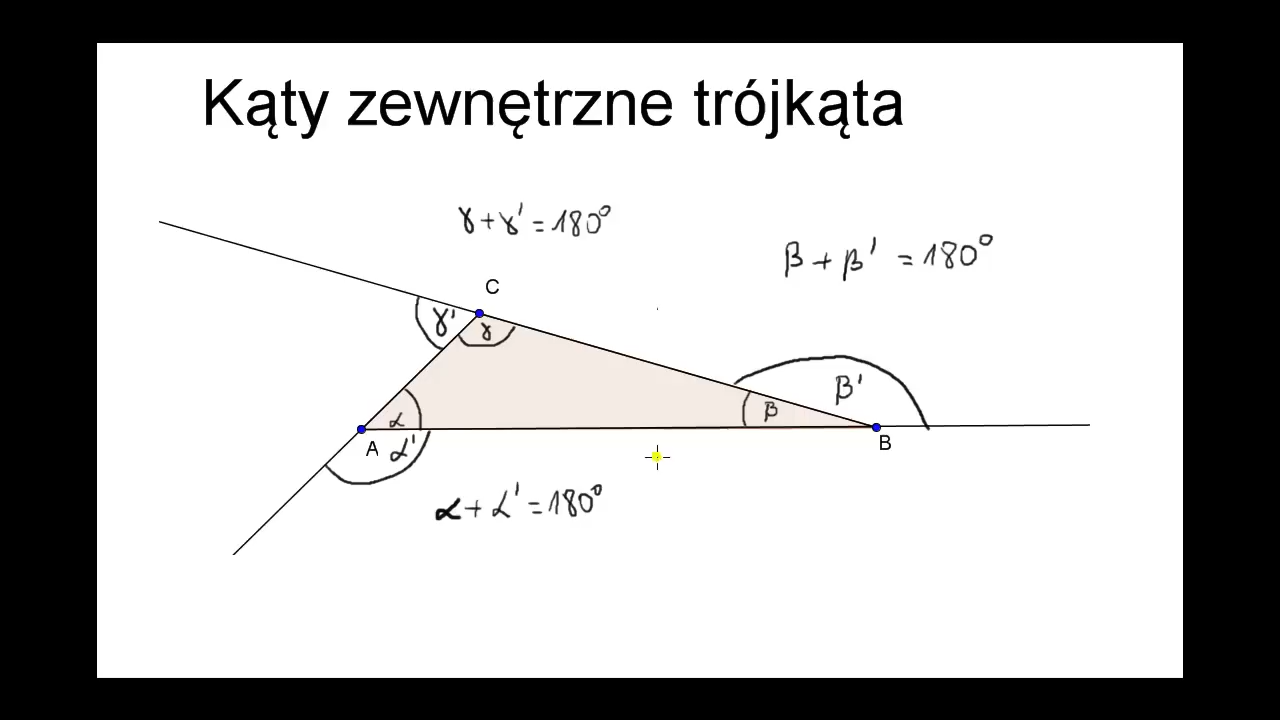 Kąty zewnętrzne trójkąta
γ+γ' = 180°
β + β' = 180°
C
γ'
γ
β'
α
β
A
α'
B
α + α' = 180°